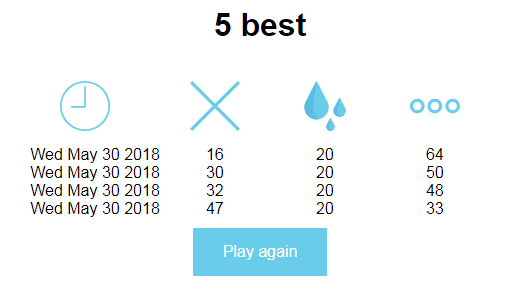 5 best
Wed May 30 2018 16 20 64
Wed May 30 2018 30 20 50
Wed May 30 2018 32 20 48
Wed May 30 2018 47 20 33
Play again